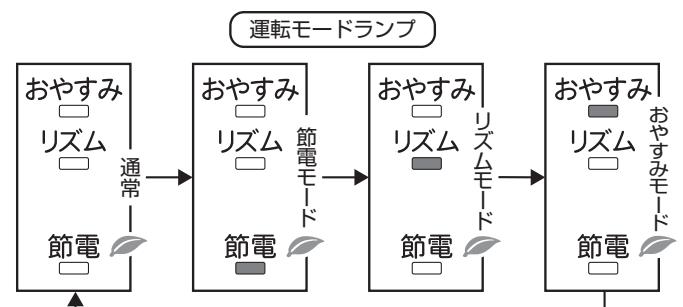 運転モードランプ
おやすみ
リズム
節電
通常
おやすみ
リズム
節電
節電モード
おやすみ
リズム
節電
リズムモード
おやすみ
リズム
節電
おやすみモード